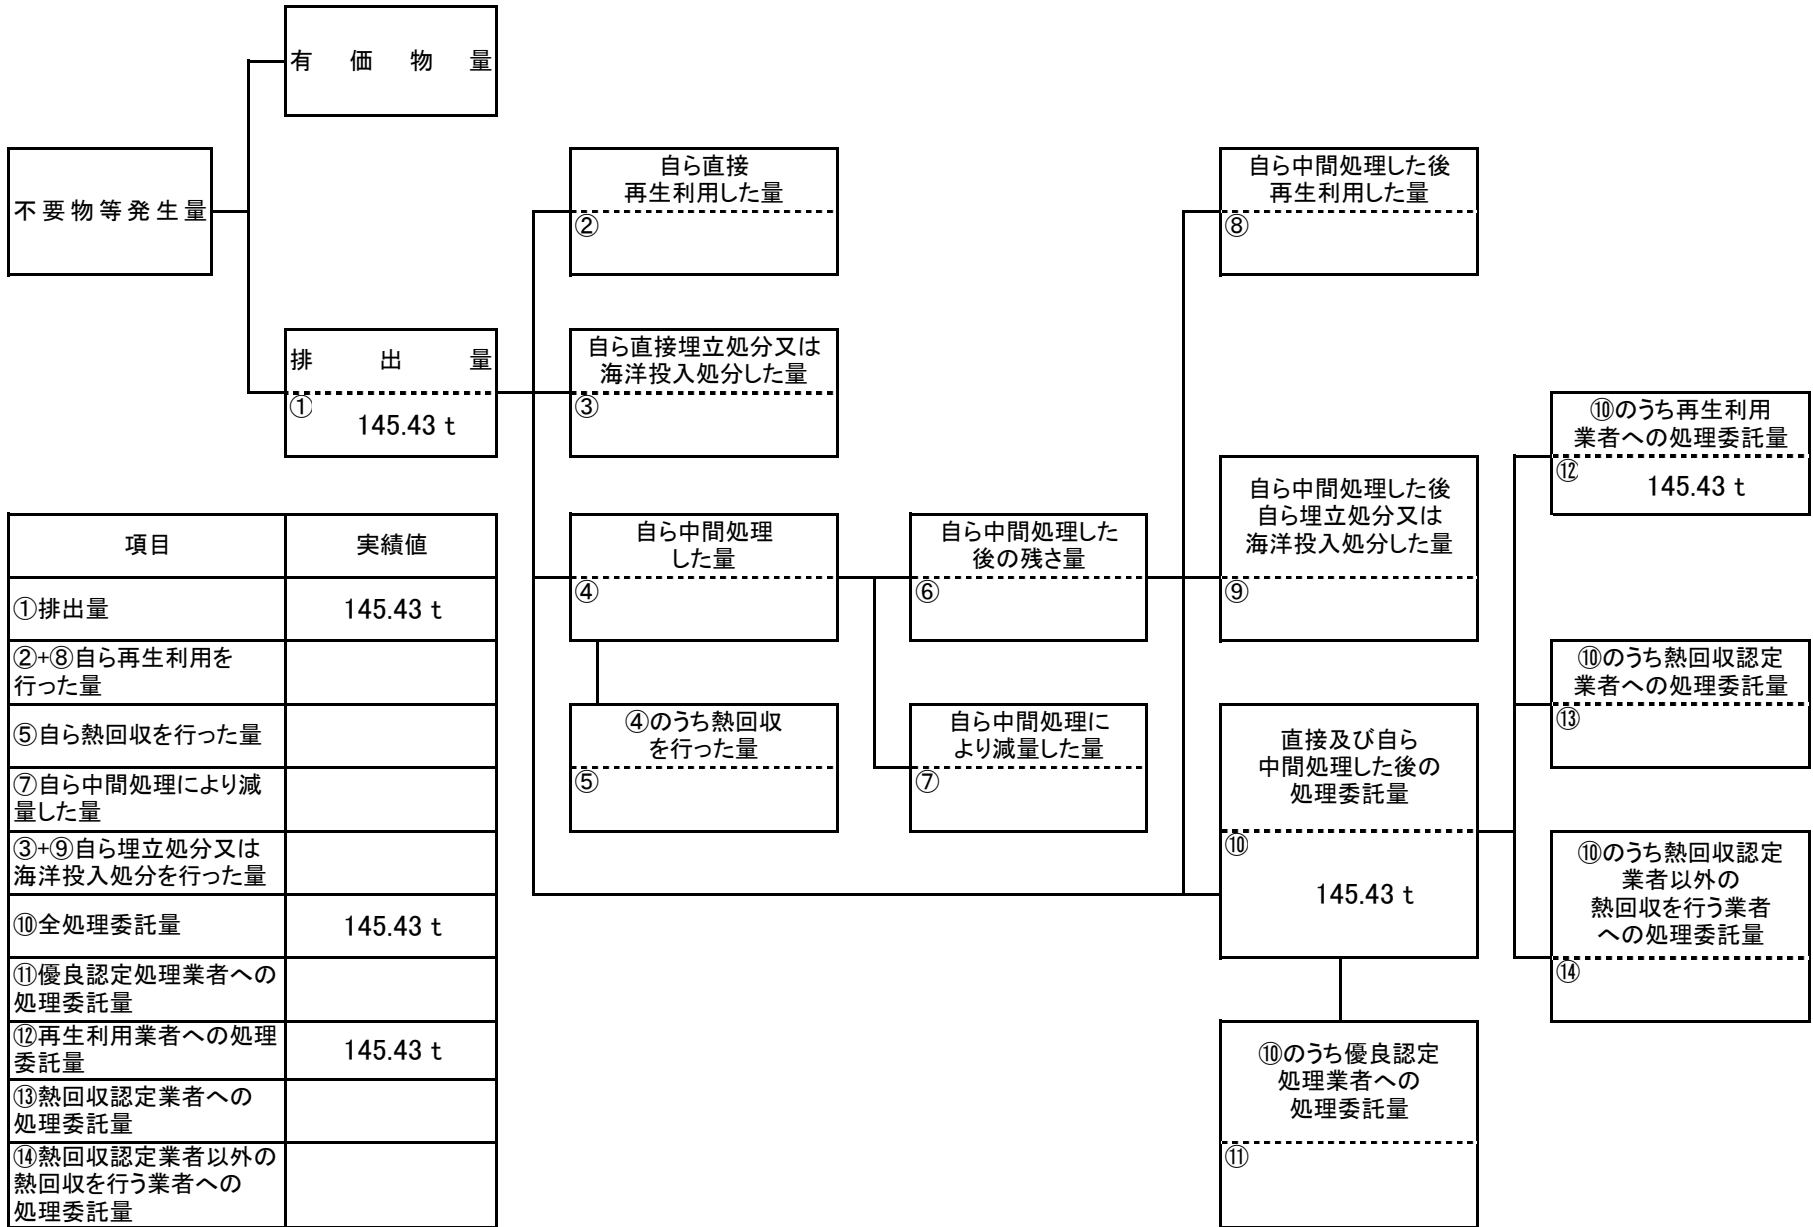 有価物量
不要物等発生量
排出量
①
145.43 t
自ら直接
再生利用した量
②
自ら直接埋立処分又は
海洋投入処分した量
③
自ら中間処理
した量
④
④のうち熱回収
を行った量
⑤
自ら中間処理した
後の残さ量
⑥
自ら中間処理に
より減量した量
⑦
自ら中間処理した後
再生利用した量
⑧
自ら中間処理した後
自ら埋立処分又は
海洋投入処分した量
⑨
直接及び自ら
中間処理した後の
処理委託量
⑩
145.43 t
⑩のうち優良認定
処理業者への
処理委託量
⑪
⑩のうち再生利用
業者への処理委託量
⑫
145.43 t
⑩のうち熱回収認定
業者への処理委託量
⑬
⑩のうち熱回収認定
業者以外の
熱回収を行う業者
への処理委託量
⑭
項目 実績値
①排出量 145.43 t
②+⑧自ら再生利用を
行った量
⑤自ら熱回収を行った量
⑦自ら中間処理により減
量した量
③+⑨自ら埋立処分又は
海洋投入処分を行った量
⑩全処理委託量 145.43 t
⑪優良認定処理業者への
処理委託量
⑫再生利用業者への処理
委託量 145.43 t
⑬熱回収認定業者への
処理委託量
⑭熱回収認定業者以外の
熱回収を行う業者への
処理委託量